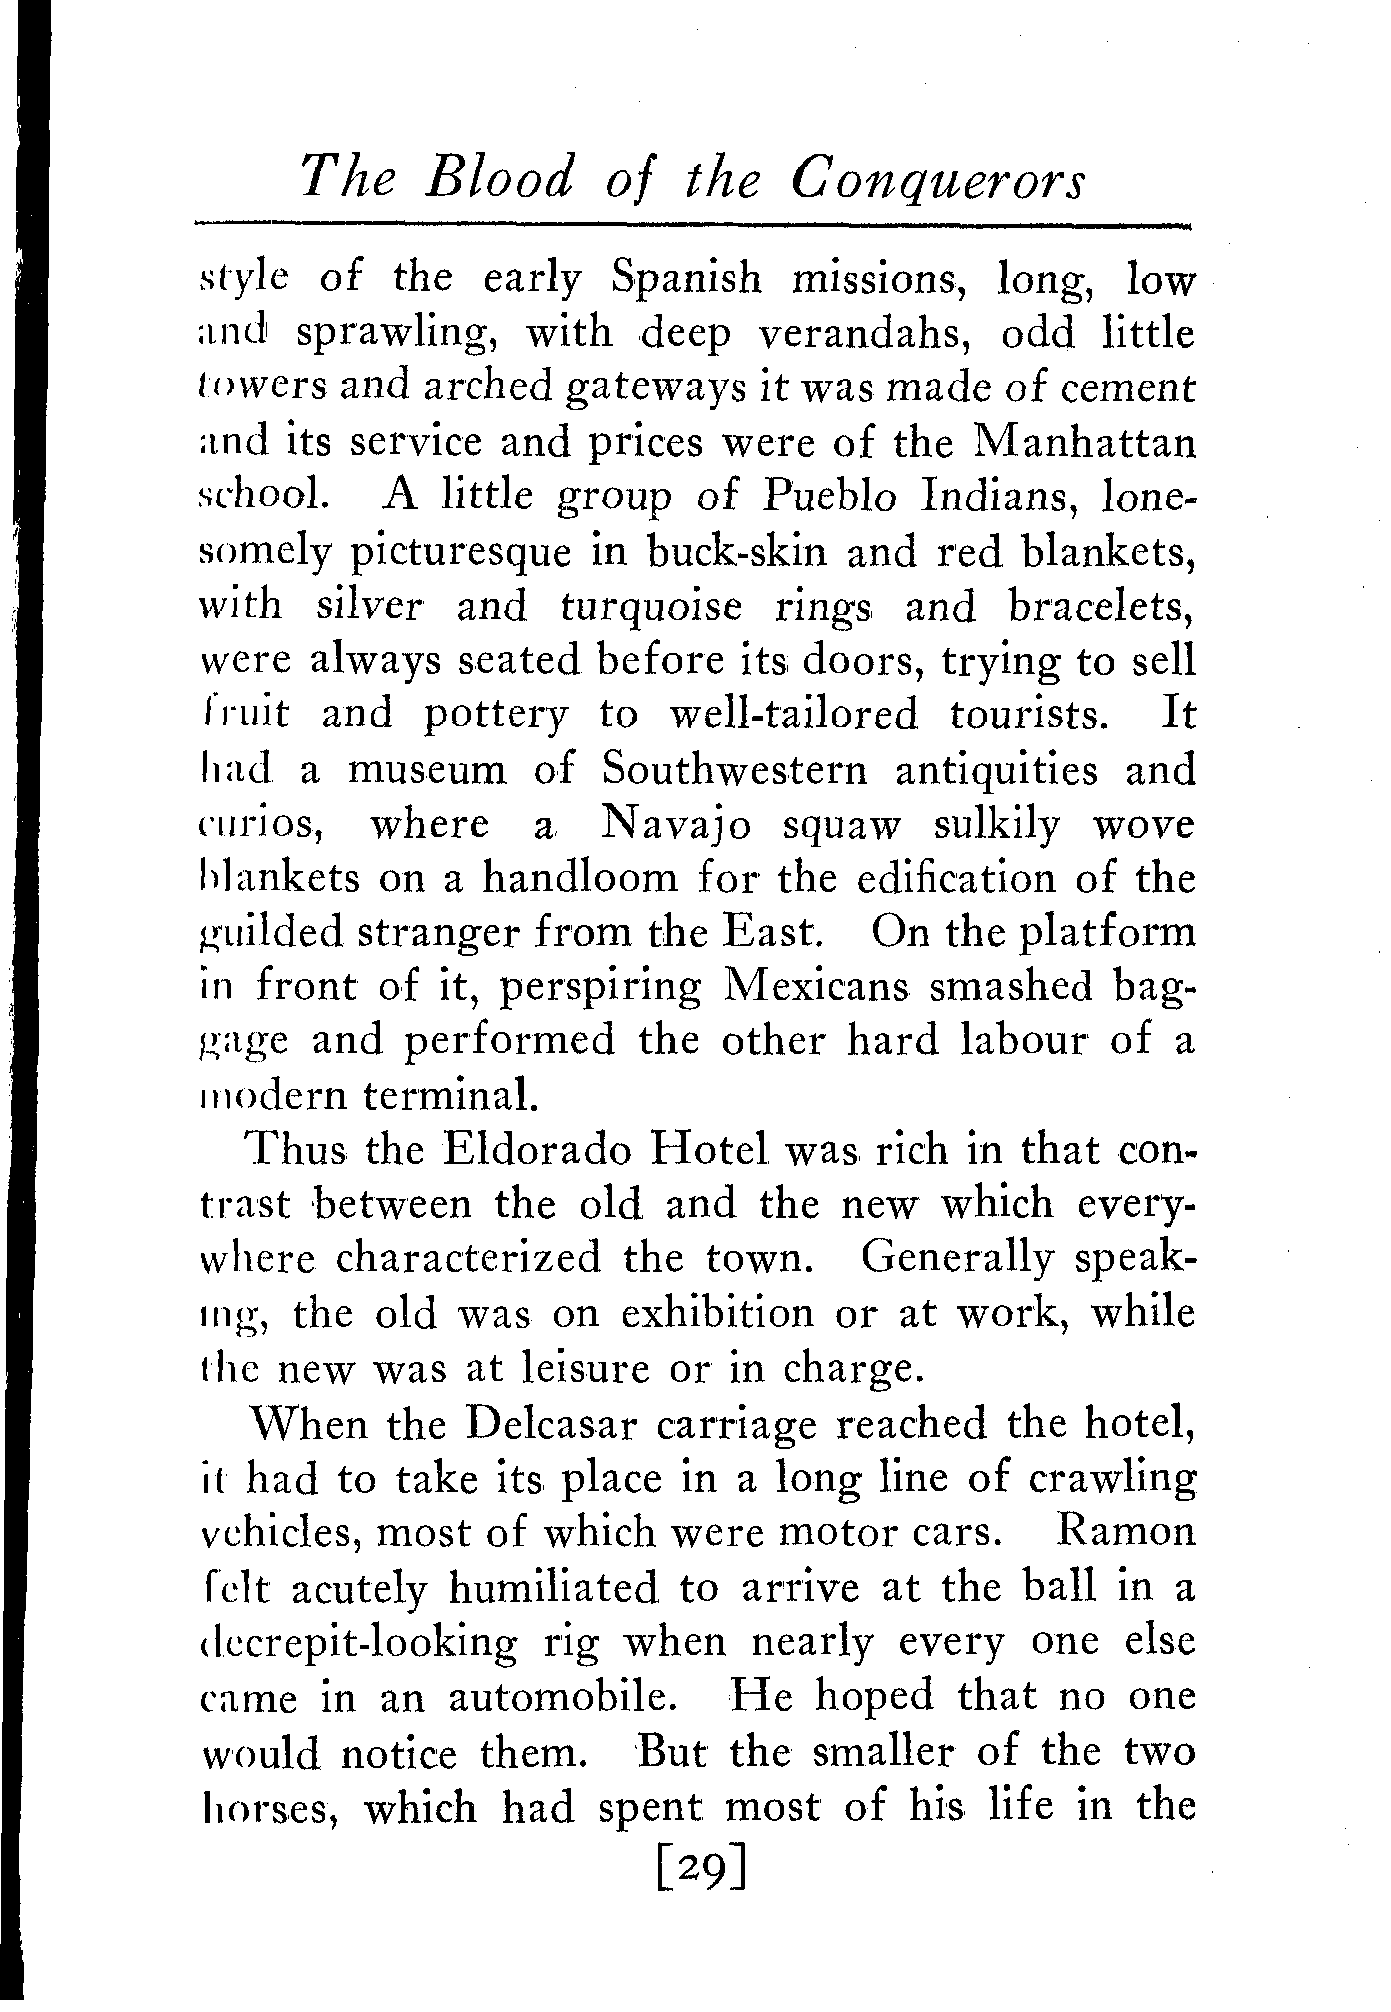 The Blood of the Conquerors
style of the early Spanish missions, long, low
and sprawling, with deep verandahs, odd little
towers and arched gateways it was made of cement
and its service and prices were of the Manhattan
school. A little group of Pueblo Indians, lone-
somely picturesque in buck-skin and red blankets,
with silver and turquoise rings and bracelets,
were always seated before its doors, trying to sell
fruit and pottery to well-tailored tourists. It
had a museum of Southwestern antiquities and
curios, where a Navajo squaw sulkily wove
blankets on a handloom for the edification of the
guilded stranger from the East. On the platform
in front of it, perspiring Mexicans smashed bag-
gage and performed the other hard labour of a
modern terminal.
Thus the Eldorado Hotel was rich in that con-
trast between the old and the new which every-
where characterized the town. Generally speak-
ing, the old was on exhibition or at work, while
the new was at leisure or in charge.
When the Delcasar carriage reached the hotel,
it had to take its place in a long line of crawling
vehicles, most of which were motor cars. Ramon
felt acutely humiliated to arrive at the ball in a
decrepit-looking rig when nearly every one else
came in an automobile. He hoped that no one
would notice them. But the smaller of the two
horses, which had spent most of his life in the
[29]